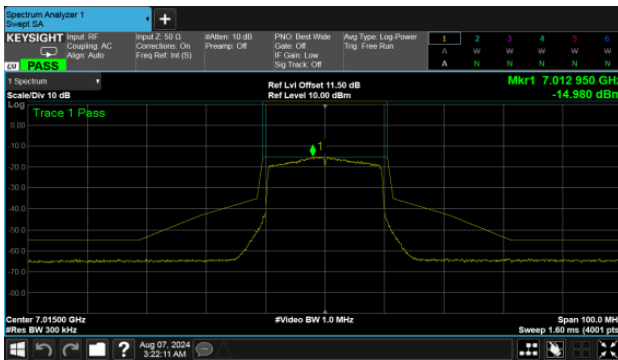 Spectrum Analyzer 1
Swept SA
+
KEYSIGHT
Input: RF
Coupling: AC
Align: Auto
Input Z: 50 Ω
Corrections: On
Freq Ref: Int (S)
#Atten: 10 dB
Preamp: Off
PNO: Best Wide
Gate: Off
IF Gain: Low
Sig Track: Off
Avg Type: Log-Power
Trig: Free Run
1 2 3 4 5 6
A W W W W W
A N N N N N
LXI PASS
1 Spectrum
Scale/Div 10 dB
Ref Lvl Offset 11.50 dB
Ref Level 10.00 dBm
Mkr1 7.012 950 GHz
-14.980 dBm
Log
Trace 1 Pass
1
0.00
-10.0
-20.0
-30.0
-40.0
-50.0
-60.0
-70.0
-80.0
Center 7.01500 GHz
#Res BW 300 kHz
#Video BW 1.0 MHz
Span 100.0 MH
Sweep 1.60 ms (4001 pts
?
Aug 07, 2024
3:22:11 AM